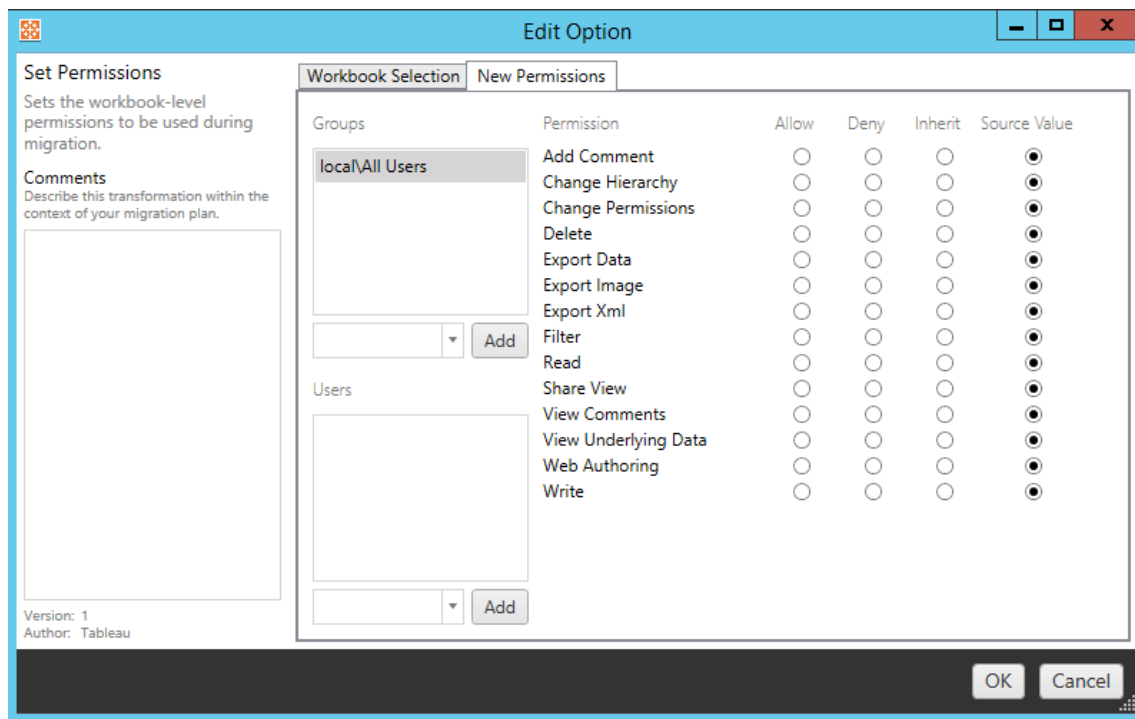 Edit Option
Set Permissions
Sets the workbook-level
permissions to be used during
migration.
Comments
Describe this transformation within the
context of your migration plan.
Version: 1
Author: Tableau
Workbook Selection
New Permissions
Groups
local\All Users
Add
Users
Add
Permission Allow Deny Inherit Source Value
Add Comment
Change Hierarchy
Change Permissions
Delete
Export Data
Export Image
Export Xml
Filter
Read
Share View
View Comments
View Underlying Data
Web Authoring
Write
OK
Cancel